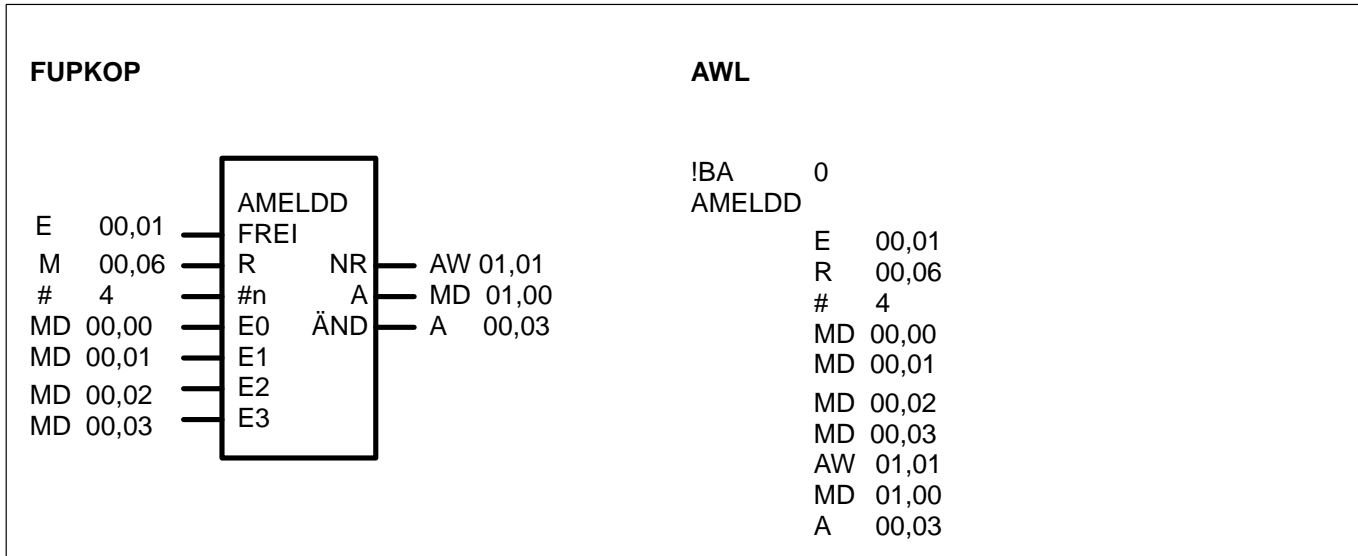 FUPKOP
AMELDD
E 00,01 FREI
M 00,06 R NR AW 01,01
# 4 #n A MD 01,00
MD 00,00 E0 ÄND A 00,03
MD 00,01 E1
MD 00,02 E2
MD 00,03 E3
AWL
!BA 0
AMELDD
E 00,01
R 00,06
# 4
MD 00,00
MD 00,01
MD 00,02
MD 00,03
AW 01,01
MD 01,00
A 00,03